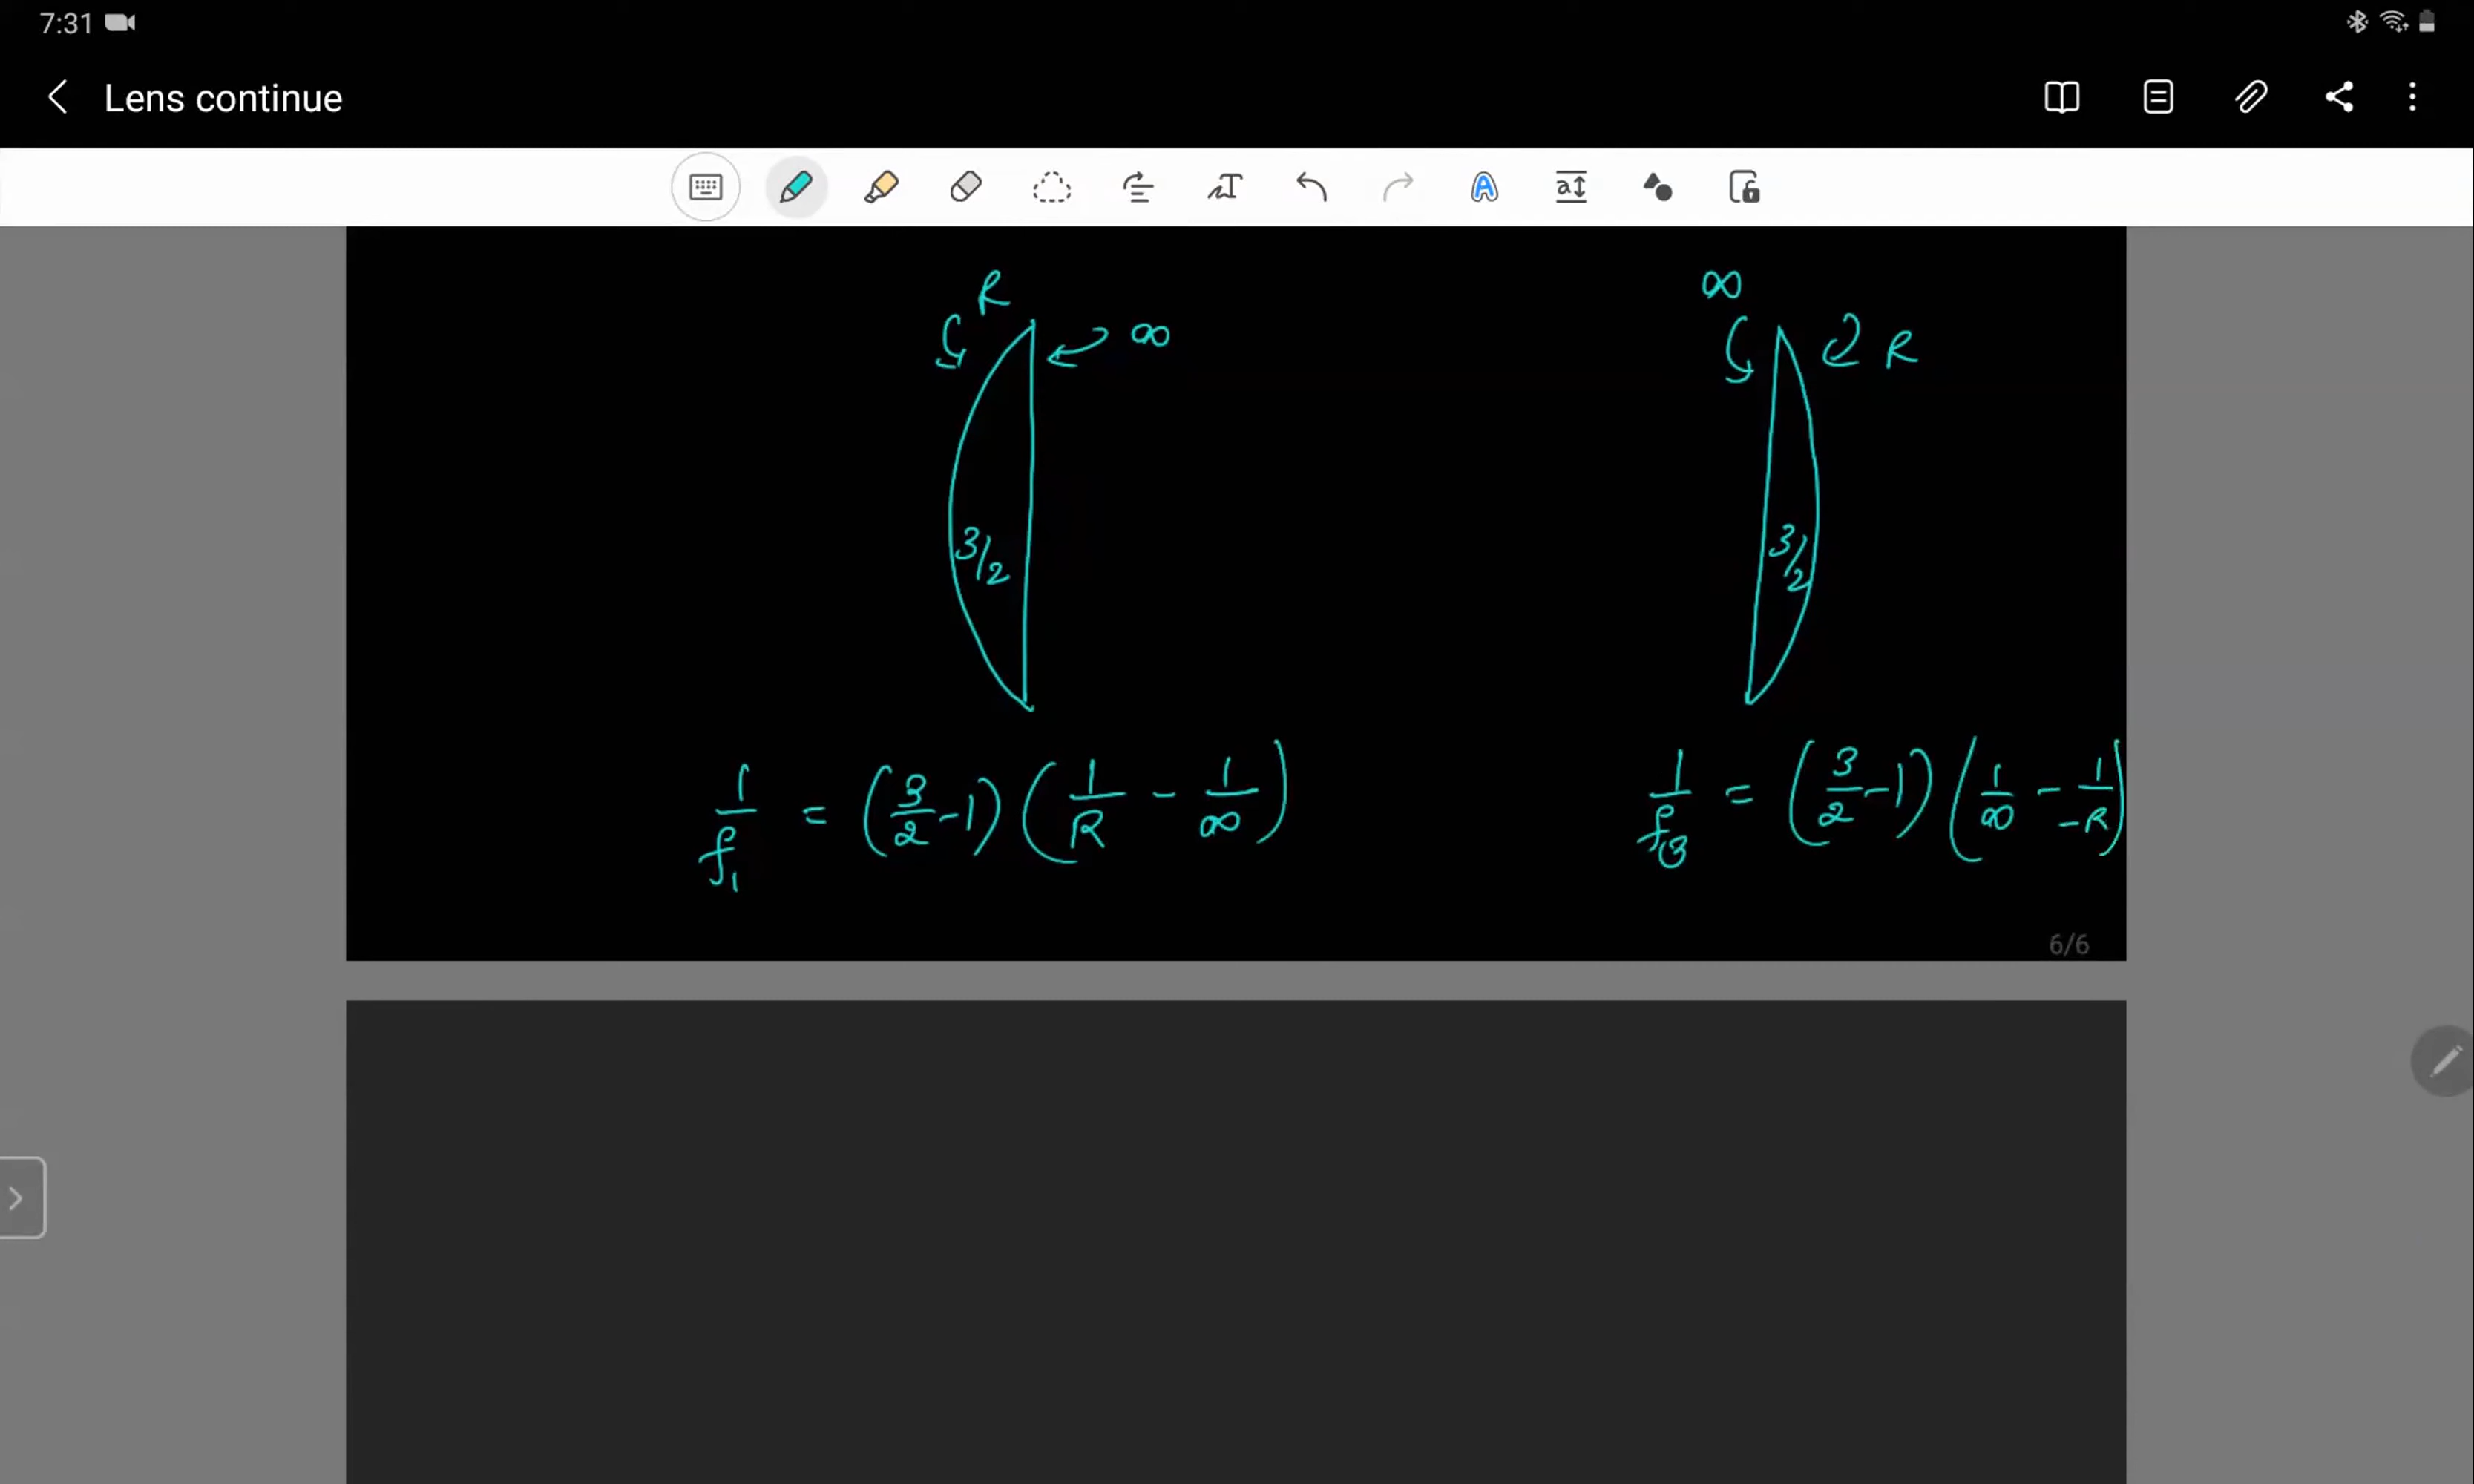 7:31
Lens continue
R
∞
∞
R
3/2
3/2
1/f₁ = (3/2 - 1) (1/R - 1/∞)
1/f₃ = (3/2 - 1) (1/∞ - 1/-R)
6/6